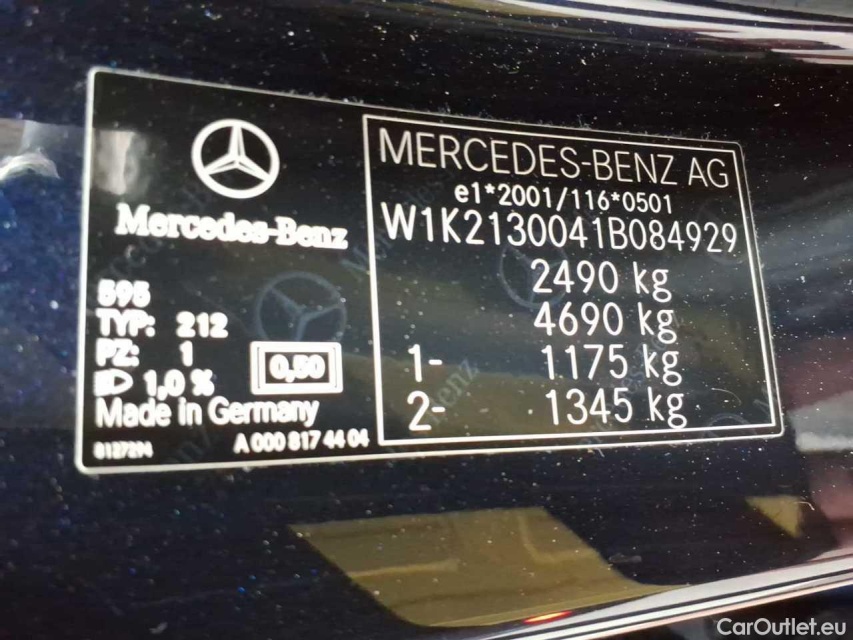 Mercedes-Benz
595
TYP: 212
PZ: 1
1,0 %
0,50
Made in Germany
8127294
A 000 817 44 04
MERCEDES-BENZ AG
e1*2001/116*0501
W1K2130041B084929
2490 kg
4690 kg
1- 1175 kg
2- 1345 kg
CarOutlet.eu